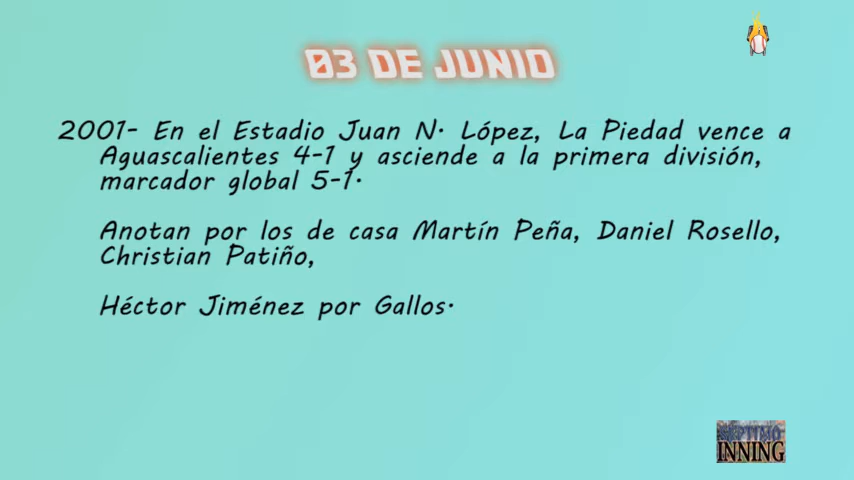 03 DE JUNIO
2001- En el Estadio Juan N. López, La Piedad vence a
Aguascalientes 4-1 y asciende a la primera división,
marcador global 5-1.
Anotan por los de casa Martín Peña, Daniel Rosello,
Christian Patiño,
Héctor Jiménez por Gallos.
SÉPTIMO
INNING